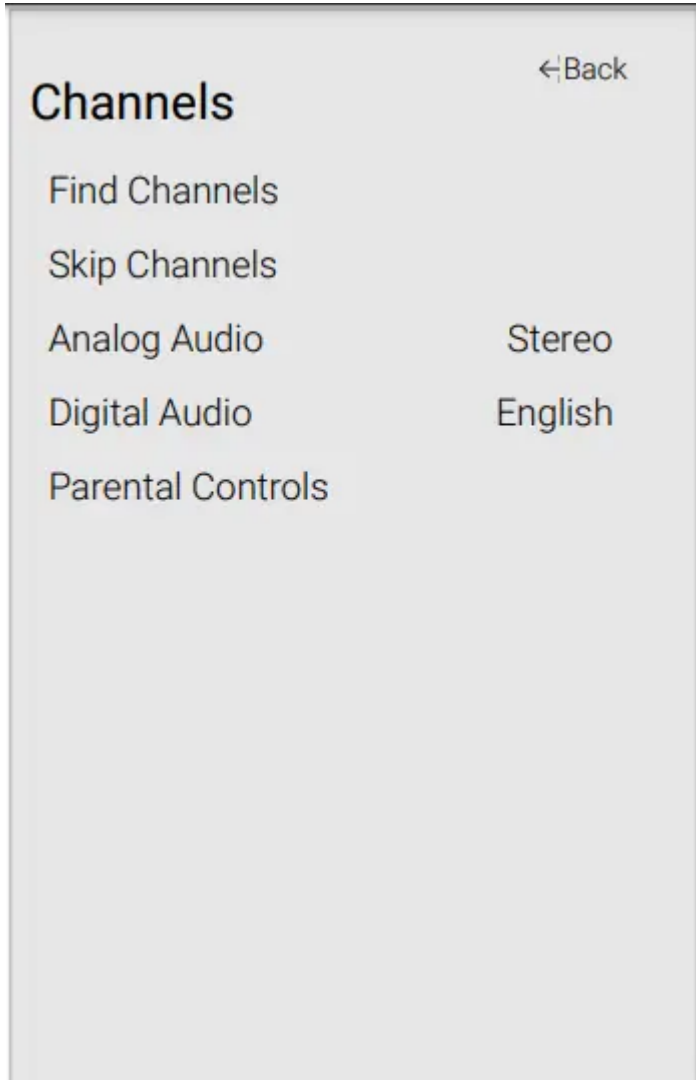 ←Back
Channels
Find Channels
Skip Channels
Analog Audio Stereo
Digital Audio English
Parental Controls